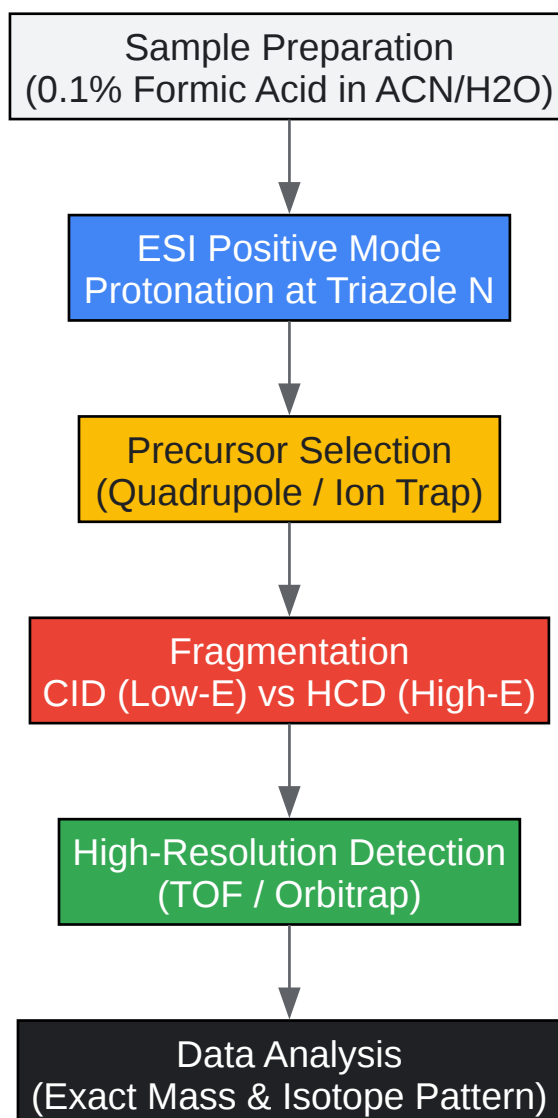 Sample Preparation
(0.1% Formic Acid in ACN/H2O)
ESI Positive Mode
Protonation at Triazole N
Precursor Selection
(Quadrupole / Ion Trap)
Fragmentation
CID (Low-E) vs HCD (High-E)
High-Resolution Detection
(TOF / Orbitrap)
Data Analysis
(Exact Mass & Isotope Pattern)